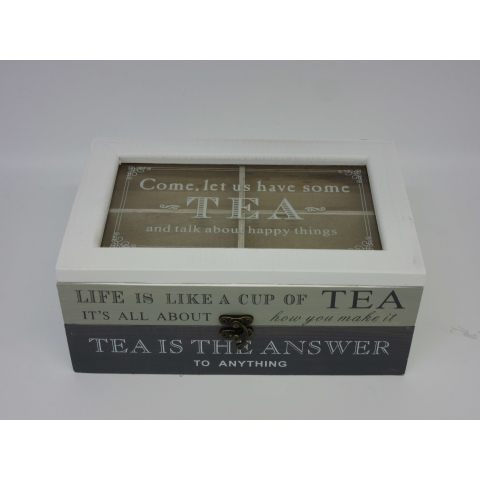 Come, let us have some
TEA
and talk about happy things
LIFE IS LIKE A CUP OF TEA
IT'S ALL ABOUT how you make it
TEA IS THE ANSWER
TO ANYTHING